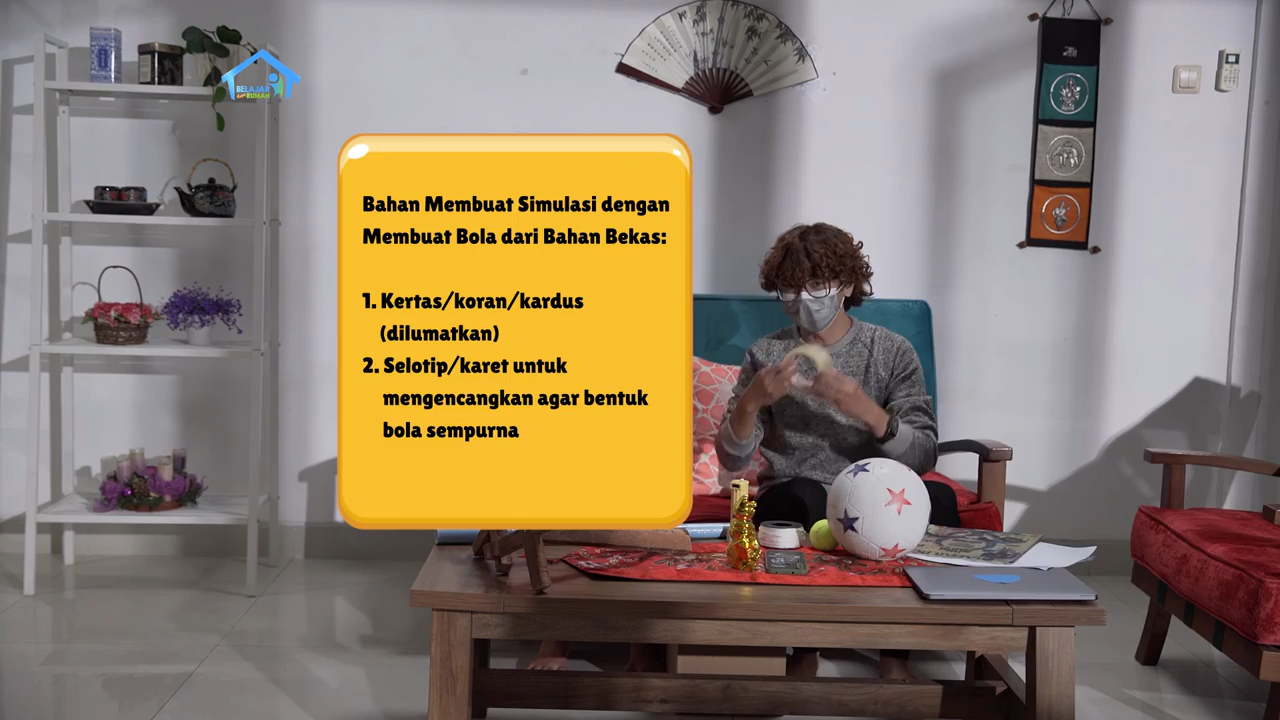 BELAJAR
dari RUMAH
Bahan Membuat Simulasi dengan
Membuat Bola dari Bahan Bekas:
1. Kertas/koran/kardus
(dilumatkan)
2. Selotip/karet untuk
mengencangkan agar bentuk
bola sempurna